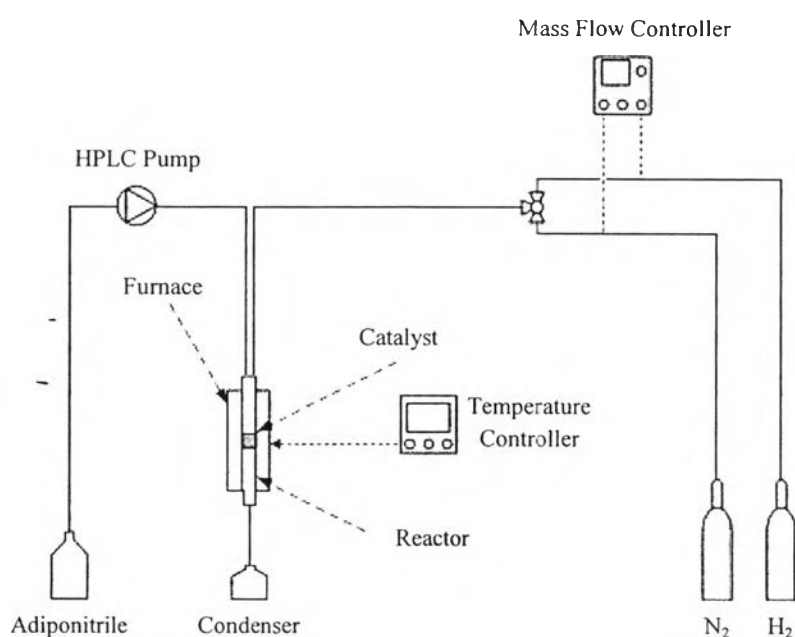 Mass Flow Controller
HPLC Pump
Furnace
Catalyst
Temperature
Controller
Reactor
Adiponitrile
Condenser
N₂
H₂